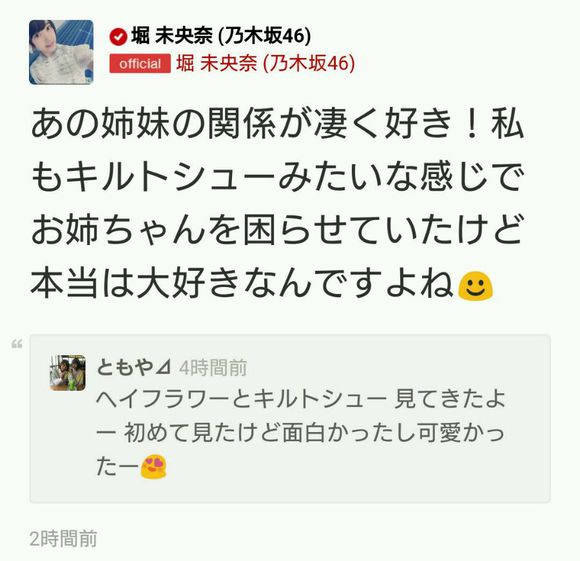 堀 未央奈 (乃木坂46)
official 堀 未央奈 (乃木坂46)
あの姉妹の関係が凄く好き！私
もキルトシューみたいな感じで
お姉ちゃんを困らせていたけど
本当は大好きなんですよね🙂
“
ともや⊿ 4時間前
ヘイフラワーとキルトシュー 見てきたよ
ー 初めて見たけど面白かったし可愛かっ
たー😍
2時間前